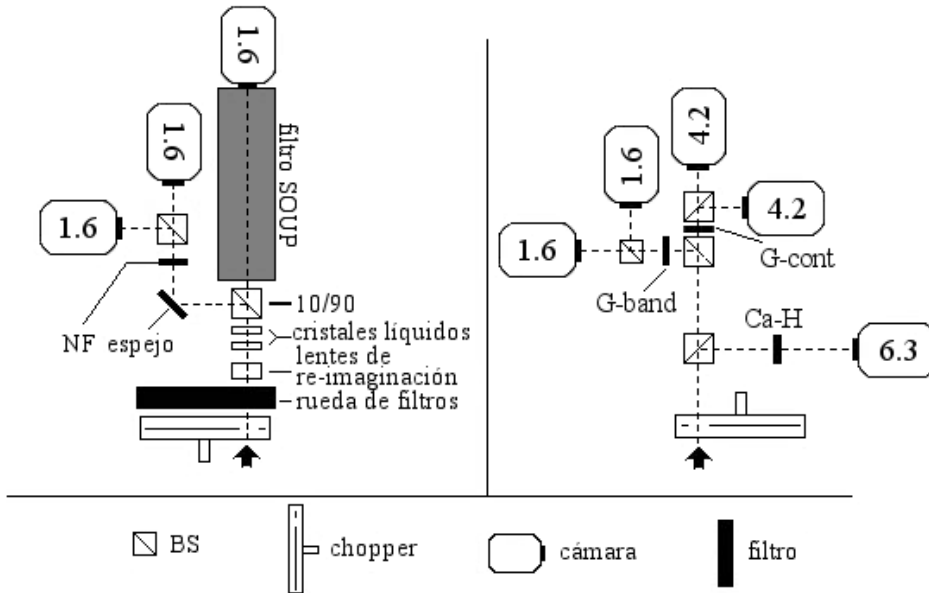 1.6
1.6
filtro SOUP
1.6
10/90
NF espejo
cristales líquidos
lentes de
re-imaginación
rueda de filtros
4.2
1.6
4.2
1.6
G-cont
G-band
Ca-H
6.3
BS
chopper
cámara
filtro